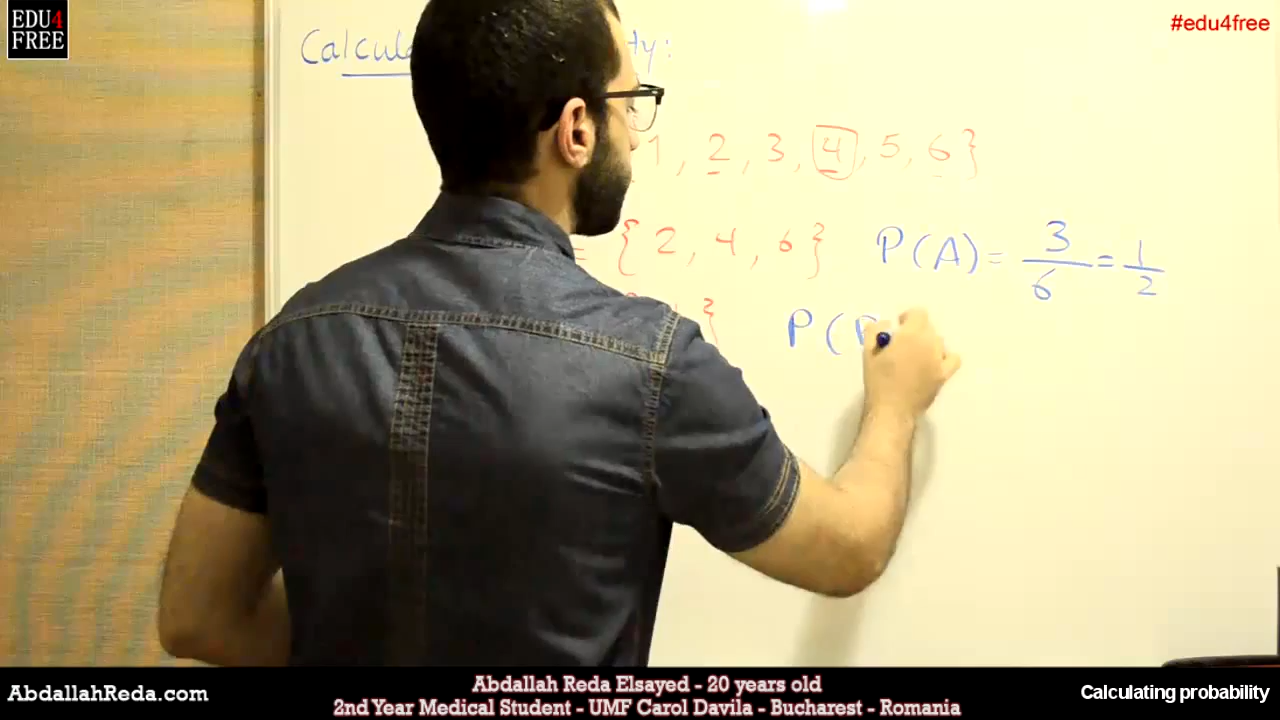 EDU4
FREE
#edu4free
Calcul ty:
1, 2, 3, 4, 5, 6}
= {2, 4, 6} P(A) = 3/6 = 1/2
} P(
AbdallahReda.com
Abdallah Reda Elsayed - 20 years old
2nd Year Medical Student - UMF Carol Davila - Bucharest - Romania
Calculating probability